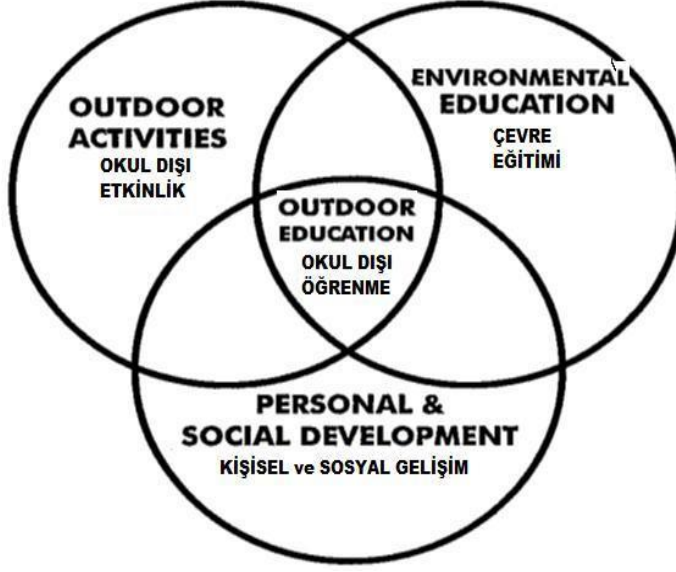 OUTDOOR
ACTIVITIES
OKUL DIŞI
ETKİNLİK
ENVIRONMENTAL
EDUCATION
ÇEVRE
EĞİTİMİ
OUTDOOR
EDUCATION
OKUL DIŞI
ÖĞRENME
PERSONAL &
SOCIAL DEVELOPMENT
KİŞİSEL ve SOSYAL GELİŞİM